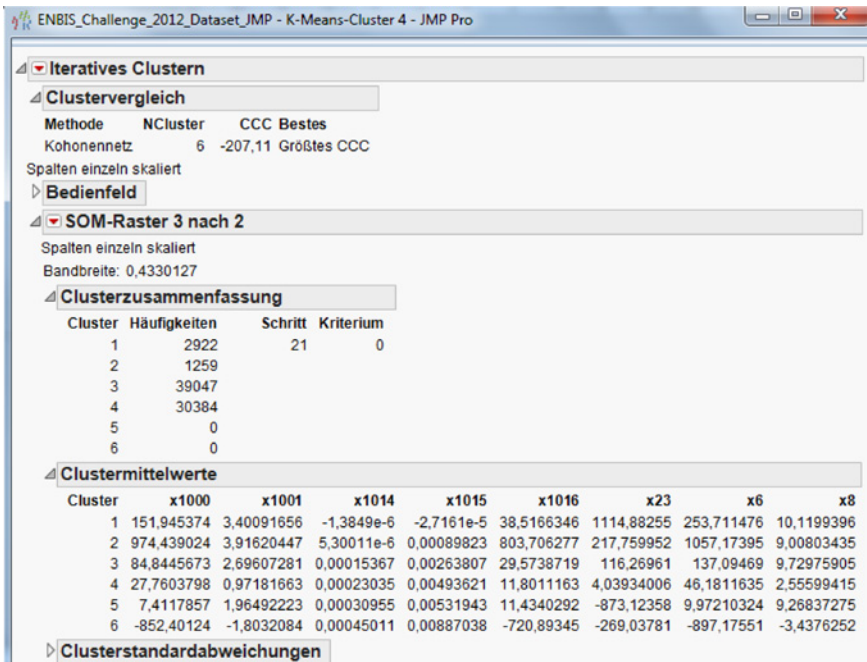 ENBIS_Challenge_2012_Dataset_JMP - K-Means-Cluster 4 - JMP Pro
Iteratives Clustern
Clustervergleich
Methode NCluster CCC Bestes
Kohonennetz 6 -207,11 Größtes CCC
Spalten einzeln skaliert
Bedienfeld
SOM-Raster 3 nach 2
Spalten einzeln skaliert
Bandbreite: 0,4330127
Clusterzusammenfassung
Cluster Häufigkeiten Schritt Kriterium
1 2922 21 0
2 1259
3 39047
4 30384
5 0
6 0
Clustermittelwerte
Cluster x1000 x1001 x1014 x1015 x1016 x23 x6 x8
1 151,945374 3,40091656 -1,3849e-6 -2,7161e-5 38,5166346 1114,88255 253,711476 10,1199396
2 974,439024 3,91620447 5,30011e-6 0,00089823 803,706277 217,759952 1057,17395 9,00803435
3 84,8445673 2,69607281 0,00015367 0,00263807 29,5738719 116,26961 137,09469 9,72975905
4 27,7603798 0,97181663 0,00023035 0,00493621 11,8011163 4,03934006 46,1811635 2,55599415
5 7,4117857 1,96492223 0,00030955 0,00531943 11,4340292 -873,12358 9,97210324 9,26837275
6 -852,40124 -1,8032084 0,00045011 0,00887038 -720,89345 -269,03781 -897,17551 -3,4376252
Clusterstandardabweichungen